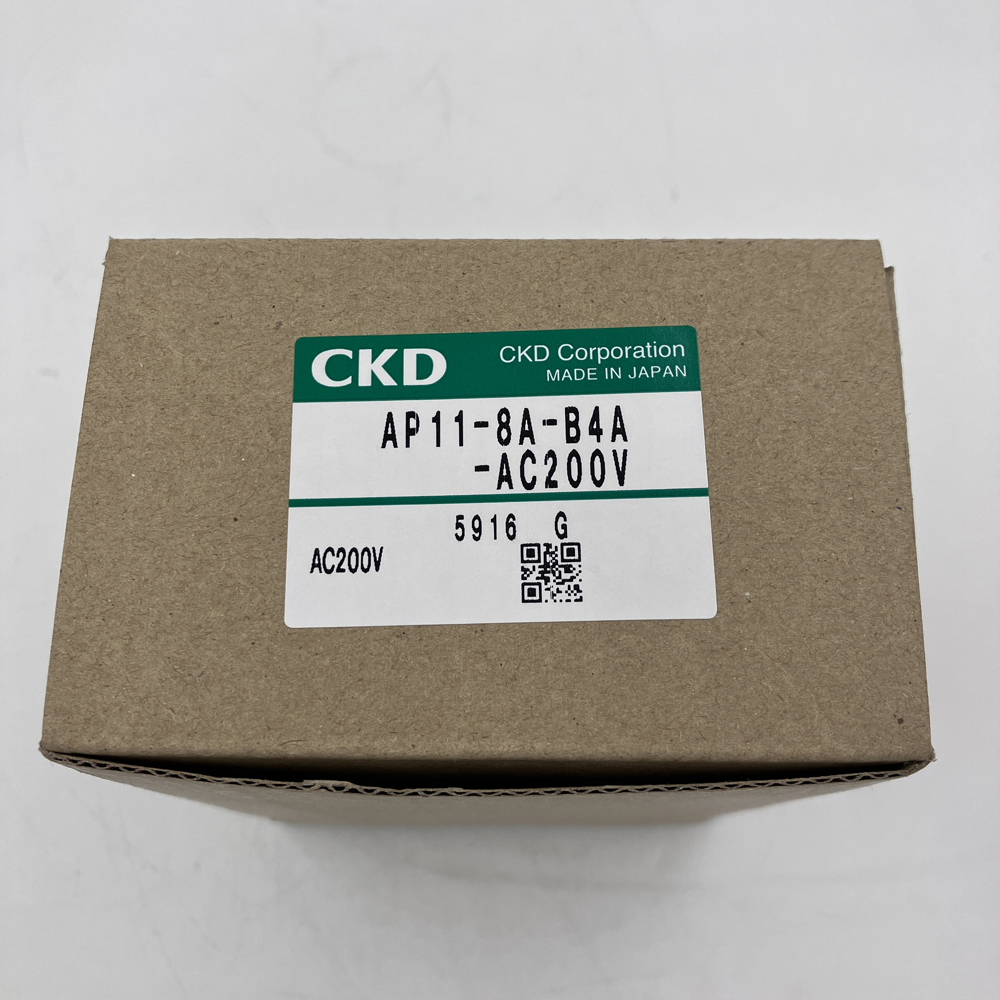 CKD CKD Corporation
MADE IN JAPAN
AP11-8A-B4A
-AC200V
5916 G
AC200V